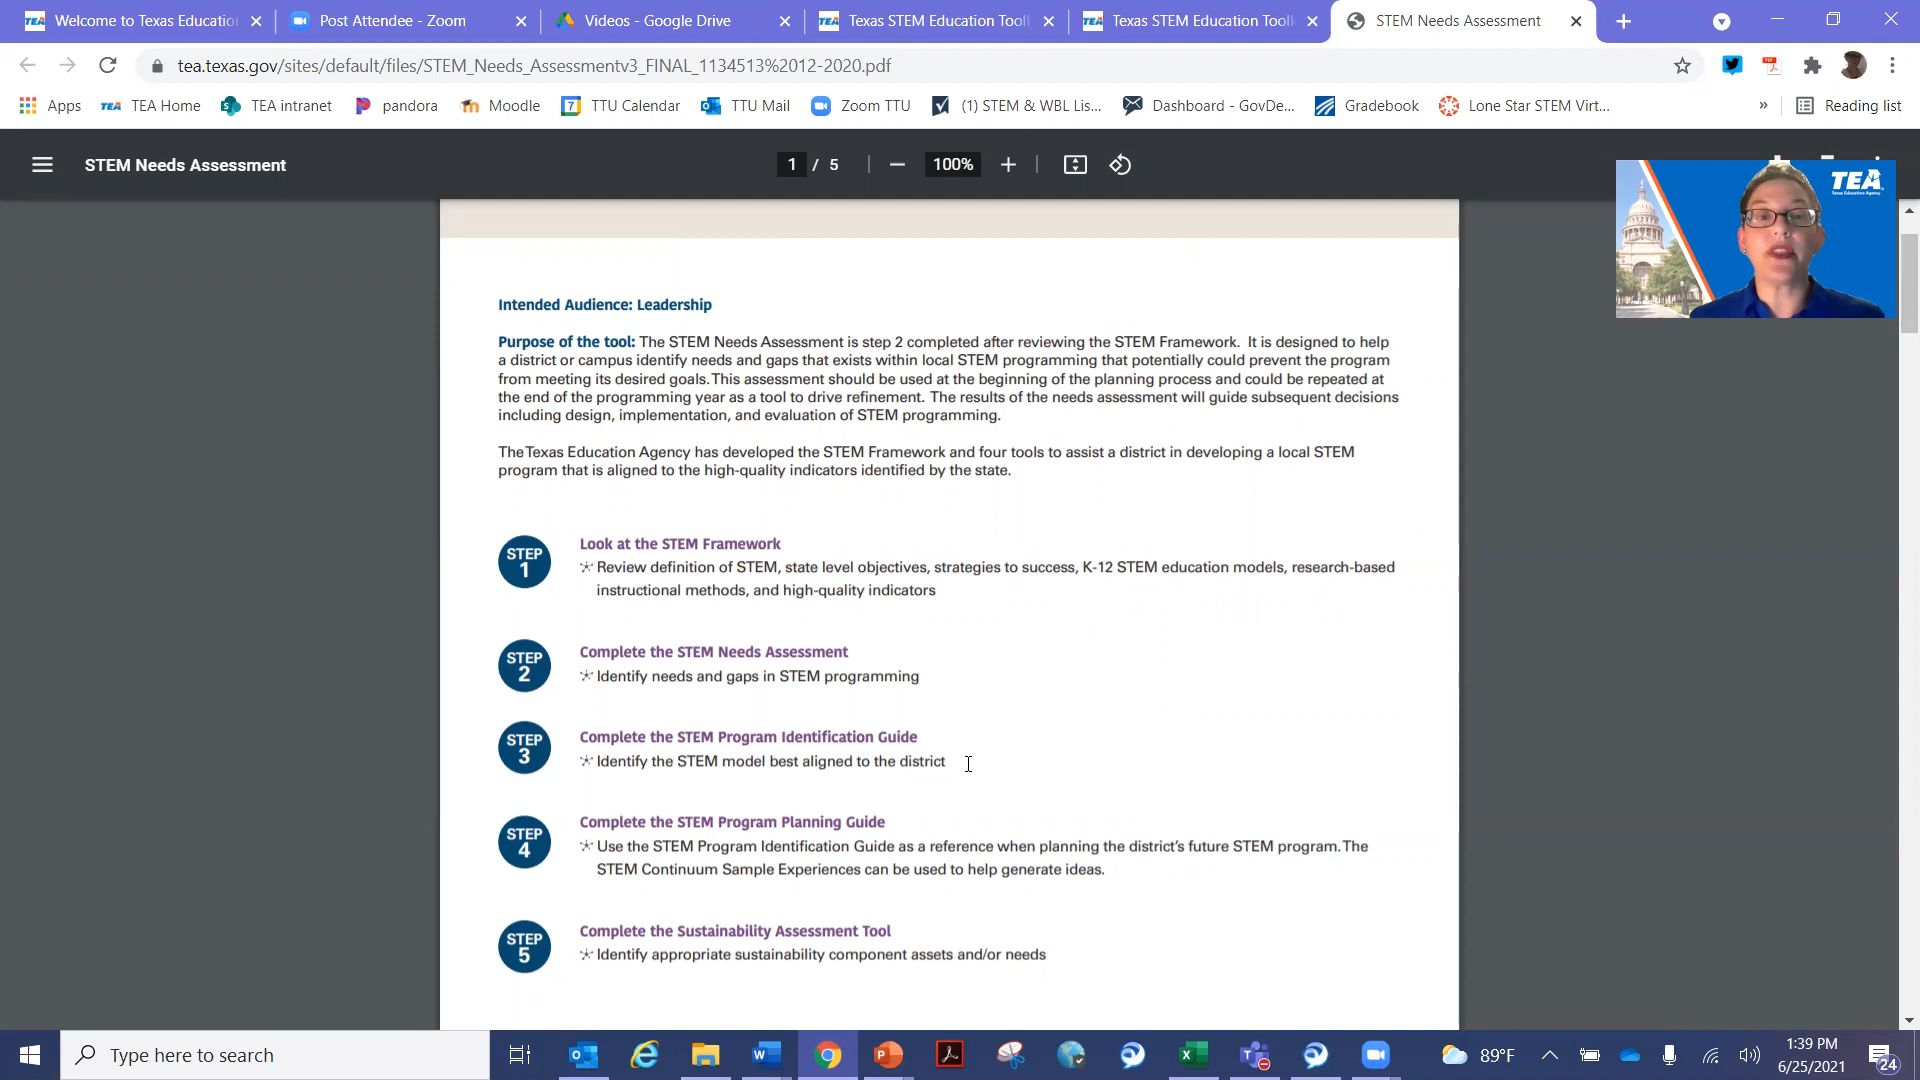 Welcome to Texas Educatio
Post Attendee - Zoom
Videos - Google Drive
Texas STEM Education Tool
Texas STEM Education Toolk
STEM Needs Assessment
tea.texas.gov/sites/default/files/STEM_Needs_Assessmentv3_FINAL_1134513%2012-2020.pdf
Apps
TEA Home
TEA intranet
pandora
Moodle
TTU Calendar
TTU Mail
Zoom TTU
(1) STEM & WBL Lis...
Dashboard - GovDe...
Gradebook
Lone Star STEM Virt...
»
Reading list
STEM Needs Assessment
1 / 5
100%
TEA
Texas Education Agency
Intended Audience: Leadership
Purpose of the tool: The STEM Needs Assessment is step 2 completed after reviewing the STEM Framework. It is designed to help
a district or campus identify needs and gaps that exists within local STEM programming that potentially could prevent the program
from meeting its desired goals. This assessment should be used at the beginning of the planning process and could be repeated at
the end of the programming year as a tool to drive refinement. The results of the needs assessment will guide subsequent decisions
including design, implementation, and evaluation of STEM programming.
The Texas Education Agency has developed the STEM Framework and four tools to assist a district in developing a local STEM
program that is aligned to the high-quality indicators identified by the state.
STEP
1
Look at the STEM Framework
Review definition of STEM, state level objectives, strategies to success, K-12 STEM education models, research-based
instructional methods, and high-quality indicators
STEP
2
Complete the STEM Needs Assessment
Identify needs and gaps in STEM programming
STEP
3
Complete the STEM Program Identification Guide
Identify the STEM model best aligned to the district
STEP
4
Complete the STEM Program Planning Guide
Use the STEM Program Identification Guide as a reference when planning the district's future STEM program. The
STEM Continuum Sample Experiences can be used to help generate ideas.
STEP
5
Complete the Sustainability Assessment Tool
Identify appropriate sustainability component assets and/or needs
Type here to search
89°F
1:39 PM
6/25/2021
24